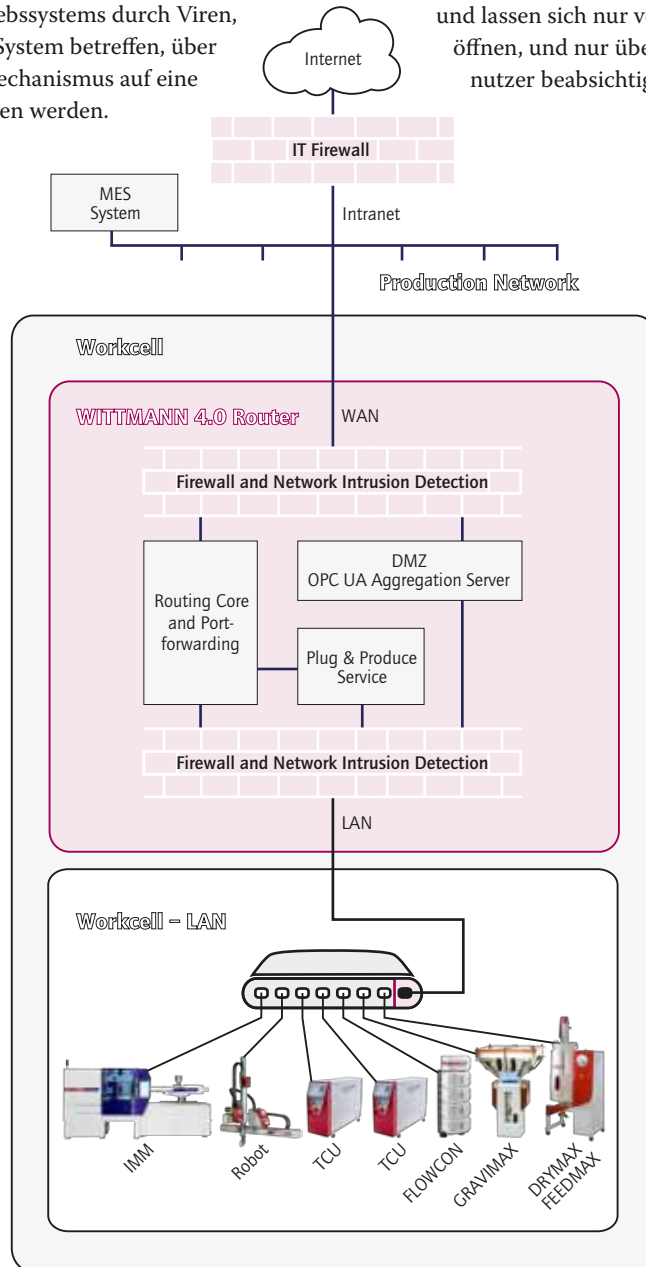 ebssystems durch Viren,
System betreffen, über
echanismus auf eine
en werden.
und lassen sich nur v
öffnen, und nur übe
nutzer beabsichtig
Internet
IT Firewall
MES
System
Intranet
Production Network
Workcell
WITTMANN 4.0 Router
WAN
Firewall and Network Intrusion Detection
Routing Core
and Port-
forwarding
DMZ
OPC UA Aggregation Server
Plug & Produce
Service
Firewall and Network Intrusion Detection
LAN
Workcell – LAN
IMM
Robot
TCU
TCU
FLOWCON
GRAVIMAX
DRYMAX
FEEDMAX